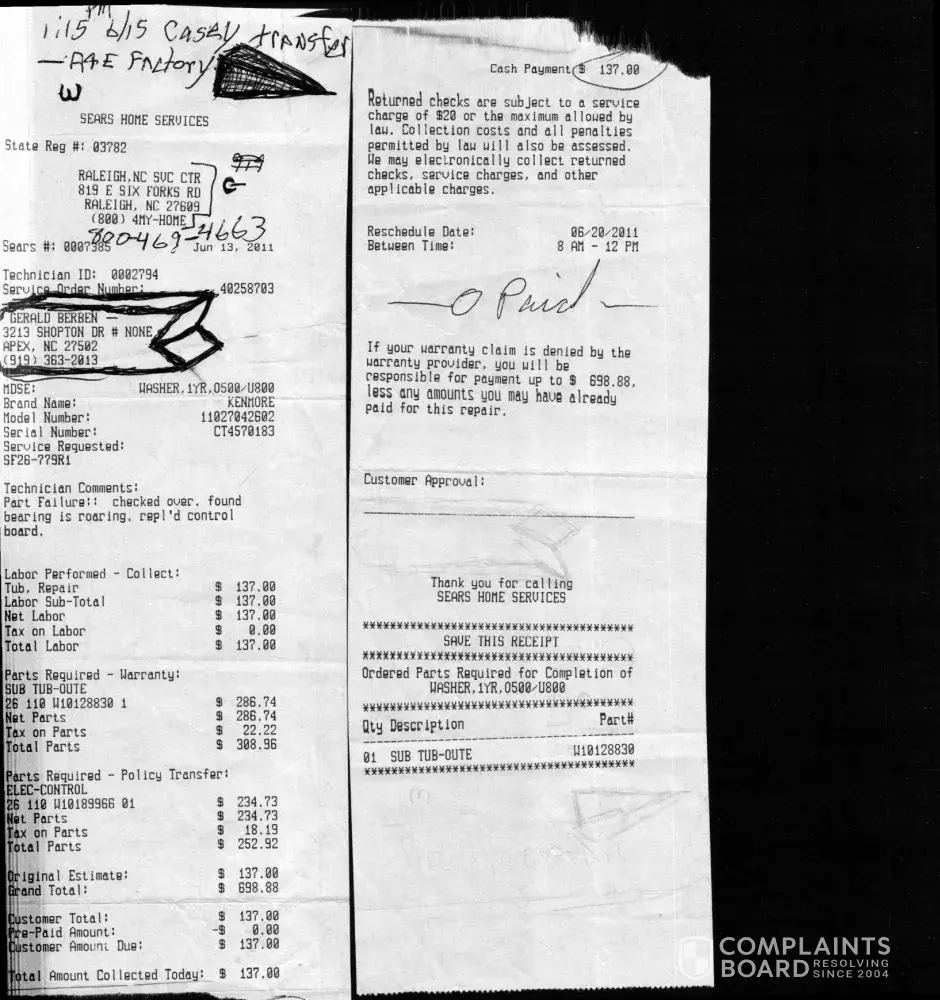 1:15 PM 6/15 Casey transfer
— A&E Factory
W
SEARS HOME SERVICES
State Reg #: 03782
RALEIGH,NC SVC CTR
819 E SIX FORKS RD
RALEIGH, NC 27609
(800) 4MY-HOME
800-469-4663
Sears #: 0007385 Jun 13, 2011
Technician ID: 0002794
Service Order Number: 40258703
GERALD BERBEN
3213 SHOPTON DR # NONE
APEX, NC 27502
(919) 363-2013
MDSE: WASHER,1YR,0500/U800
Brand Name: KENMORE
Model Number: 11027042602
Serial Number: CT4570183
Service Requested:
SF26-779R1
Technician Comments:
Part Failure:: checked over. found
bearing is roaring. repl'd control
board.
Labor Performed - Collect:
Tub, Repair $ 137.00
Labor Sub-Total $ 137.00
Net Labor $ 137.00
Tax on Labor $ 0.00
Total Labor $ 137.00
Parts Required - Warranty:
SUB TUB-OUTE
26 110 W10128830 1 $ 286.74
Net Parts $ 286.74
Tax on Parts $ 22.22
Total Parts $ 308.96
Parts Required - Policy Transfer:
ELEC-CONTROL
26 110 W10189966 01 $ 234.73
Net Parts $ 234.73
Tax on Parts $ 18.19
Total Parts $ 252.92
Original Estimate: $ 137.00
Grand Total: $ 698.88
Customer Total: $ 137.00
Pre-Paid Amount: -$ 0.00
Customer Amount Due: $ 137.00
Total Amount Collected Today: $ 137.00
Cash Payment $ 137.00
Returned checks are subject to a service
charge of $20 or the maximum allowed by
law. Collection costs and all penalties
permitted by law will also be assessed.
We may electronically collect returned
checks, service charges, and other
applicable charges.
Reschedule Date: 06/20/2011
Between Time: 8 AM - 12 PM
— O Paid —
If your warranty claim is denied by the
warranty provider, you will be
responsible for payment up to $ 698.88,
less any amounts you may have already
paid for this repair.
Customer Approval:
Thank you for calling
SEARS HOME SERVICES
****************************************
SAVE THIS RECEIPT
****************************************
Ordered Parts Required for Completion of
WASHER,1YR,0500/U800
****************************************
Qty Description Part#
----------------------------------------
01 SUB TUB-OUTE W10128830
****************************************
COMPLAINTS
BOARD RESOLVING
SINCE 2004